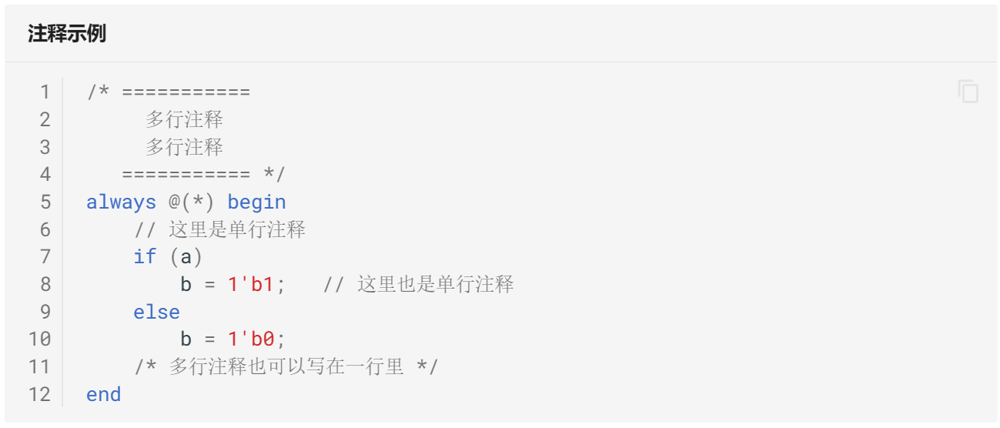 注释示例
1 /* ===========
2      多行注释
3      多行注释
4    =========== */
5 always @(*) begin
6     // 这里是单行注释
7     if (a)
8         b = 1'b1;   // 这里也是单行注释
9     else
10         b = 1'b0;
11     /* 多行注释也可以写在一行里 */
12 end